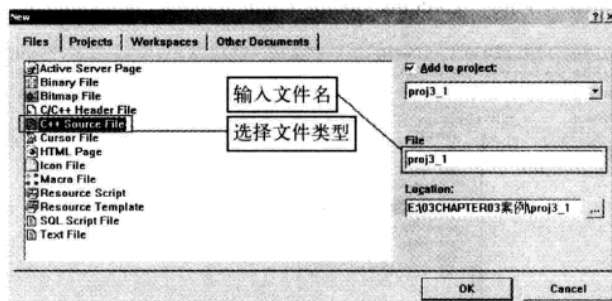 New
Files
Projects
Workspaces
Other Documents
Active Server Page
Binary File
Bitmap File
C/C++ Header File
C++ Source File
Cursor File
HTML Page
Icon File
Macro File
Resource Script
Resource Template
SQL Script File
Text File
输入文件名
选择文件类型
Add to project:
proj3_1
File
proj3_1
Location:
E:\03CHAPTER03案例\proj3_1
...
OK
Cancel